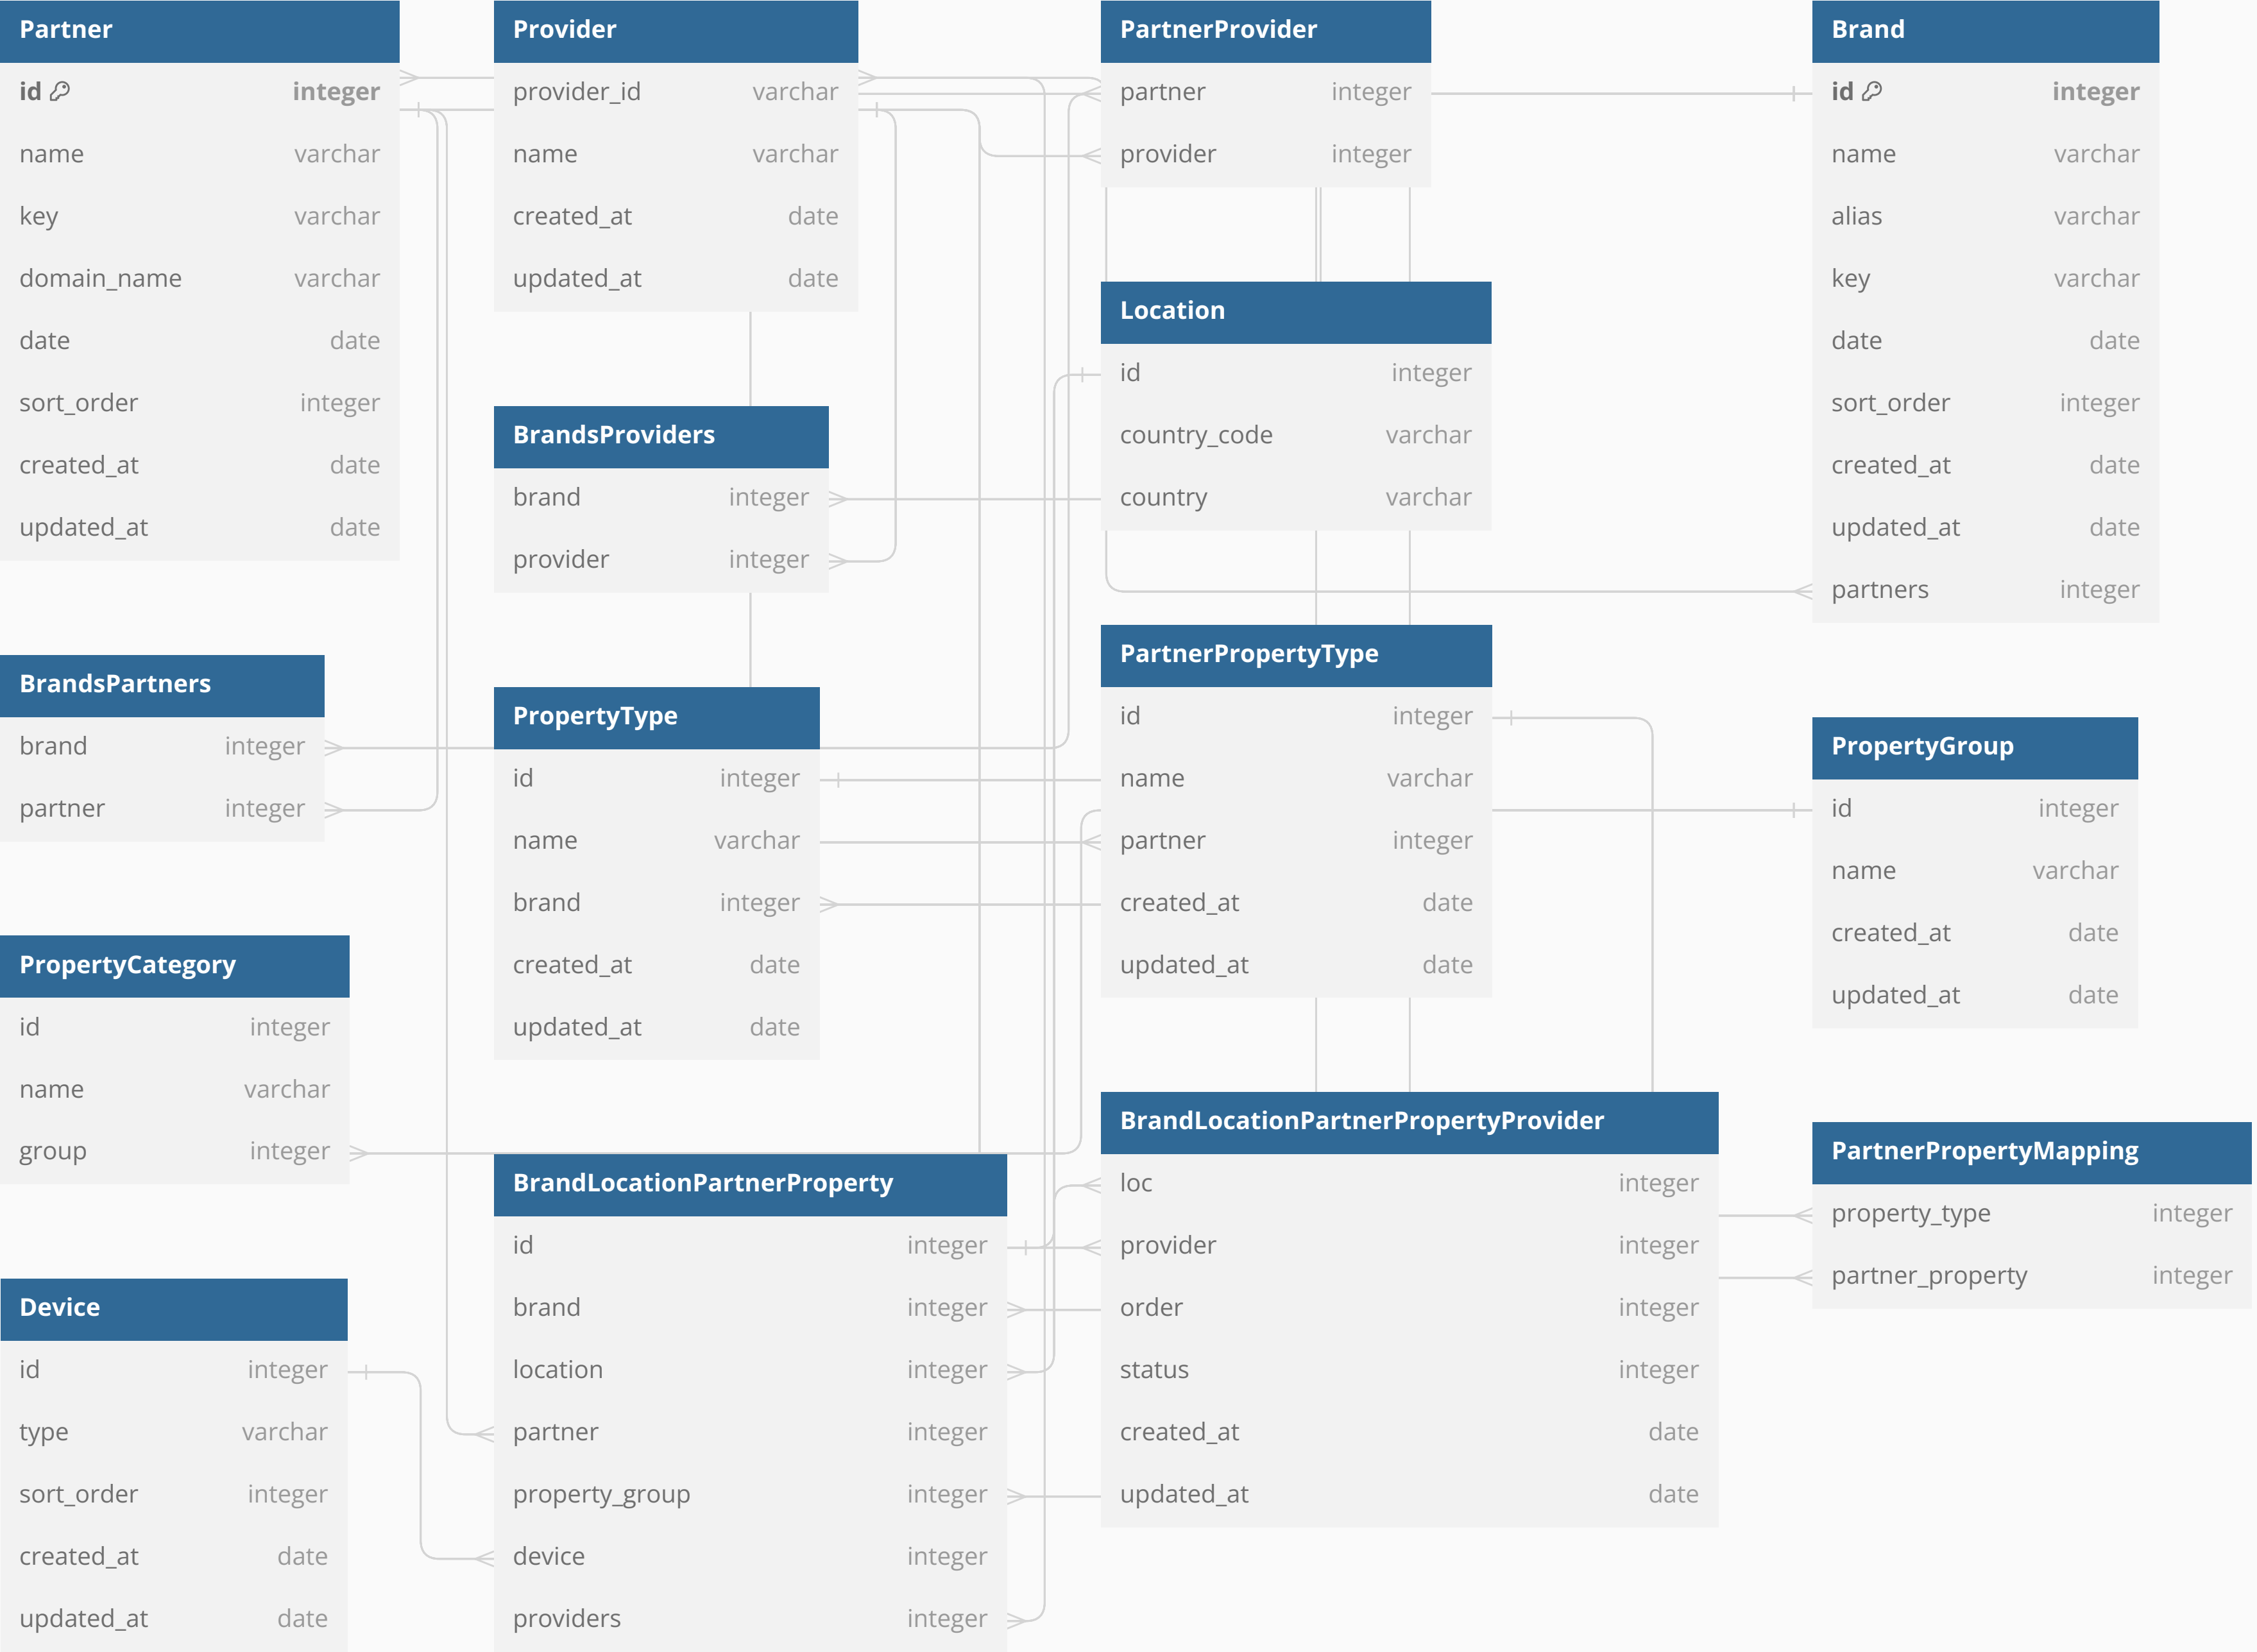 Partner
id integer
name varchar
key varchar
domain_name varchar
date date
sort_order integer
created_at date
updated_at date
BrandsPartners
brand integer
partner integer
PropertyCategory
id integer
name varchar
group integer
Device
id integer
type varchar
sort_order integer
created_at date
updated_at date
Provider
provider_id varchar
name varchar
created_at date
updated_at date
BrandsProviders
brand integer
provider integer
PropertyType
id integer
name varchar
brand integer
created_at date
updated_at date
BrandLocationPartnerProperty
id integer
brand integer
location integer
partner integer
property_group integer
device integer
providers integer
PartnerProvider
partner integer
provider integer
Location
id integer
country_code varchar
country varchar
PartnerPropertyType
id integer
name varchar
partner integer
created_at date
updated_at date
BrandLocationPartnerPropertyProvider
loc integer
provider integer
order integer
status integer
created_at date
updated_at date
Brand
id integer
name varchar
alias varchar
key varchar
date date
sort_order integer
created_at date
updated_at date
partners integer
PropertyGroup
id integer
name varchar
created_at date
updated_at date
PartnerPropertyMapping
property_type integer
partner_property integer